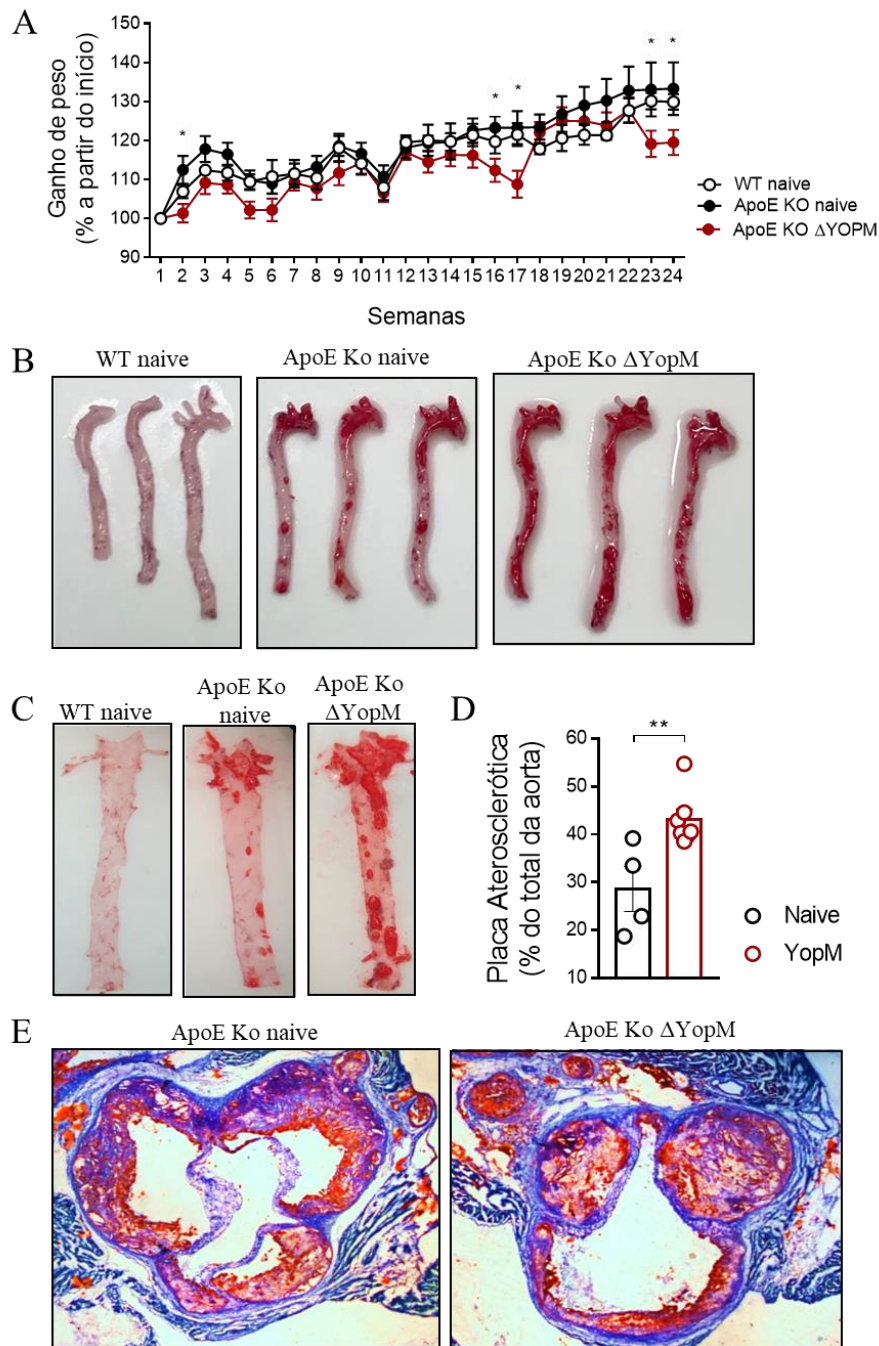 A
Ganho de peso
(% a partir do início)
150
140
130
120
110
100
90
* * * * *
1 2 3 4 5 6 7 8 9 10 11 12 13 14 15 16 17 18 19 20 21 22 23 24
Semanas
WT naive
ApoE KO naive
ApoE KO ΔYOPM
B
WT naive
ApoE Ko naive
ApoE Ko ΔYopM
C
WT naive
ApoE Ko
naive
ApoE Ko
ΔYopM
D
Placa Aterosclerótica
(% do total da aorta)
60
50
40
30
20
10
**
Naive
YopM
E
ApoE Ko naive
ApoE Ko ΔYopM